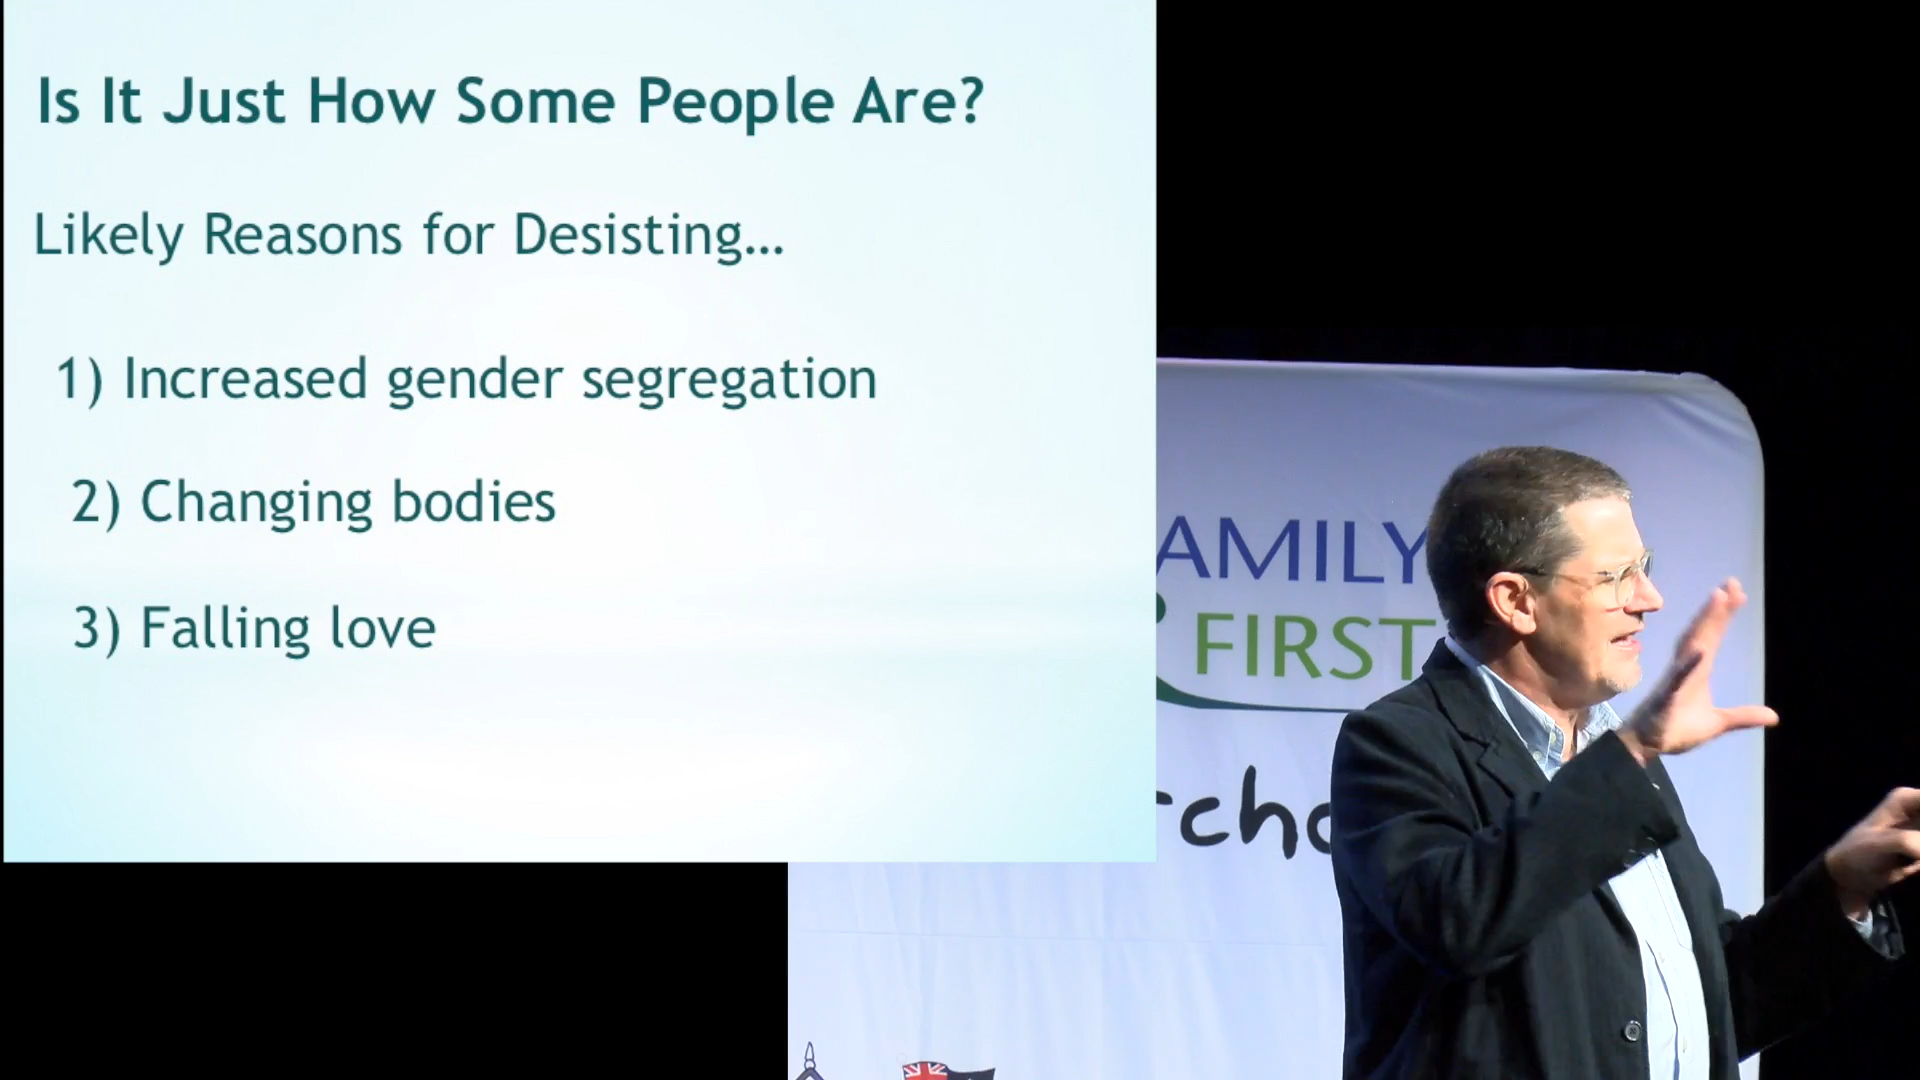 Is It Just How Some People Are?
Likely Reasons for Desisting...
1) Increased gender segregation
2) Changing bodies
3) Falling love
AMILY
FIRST
rcho